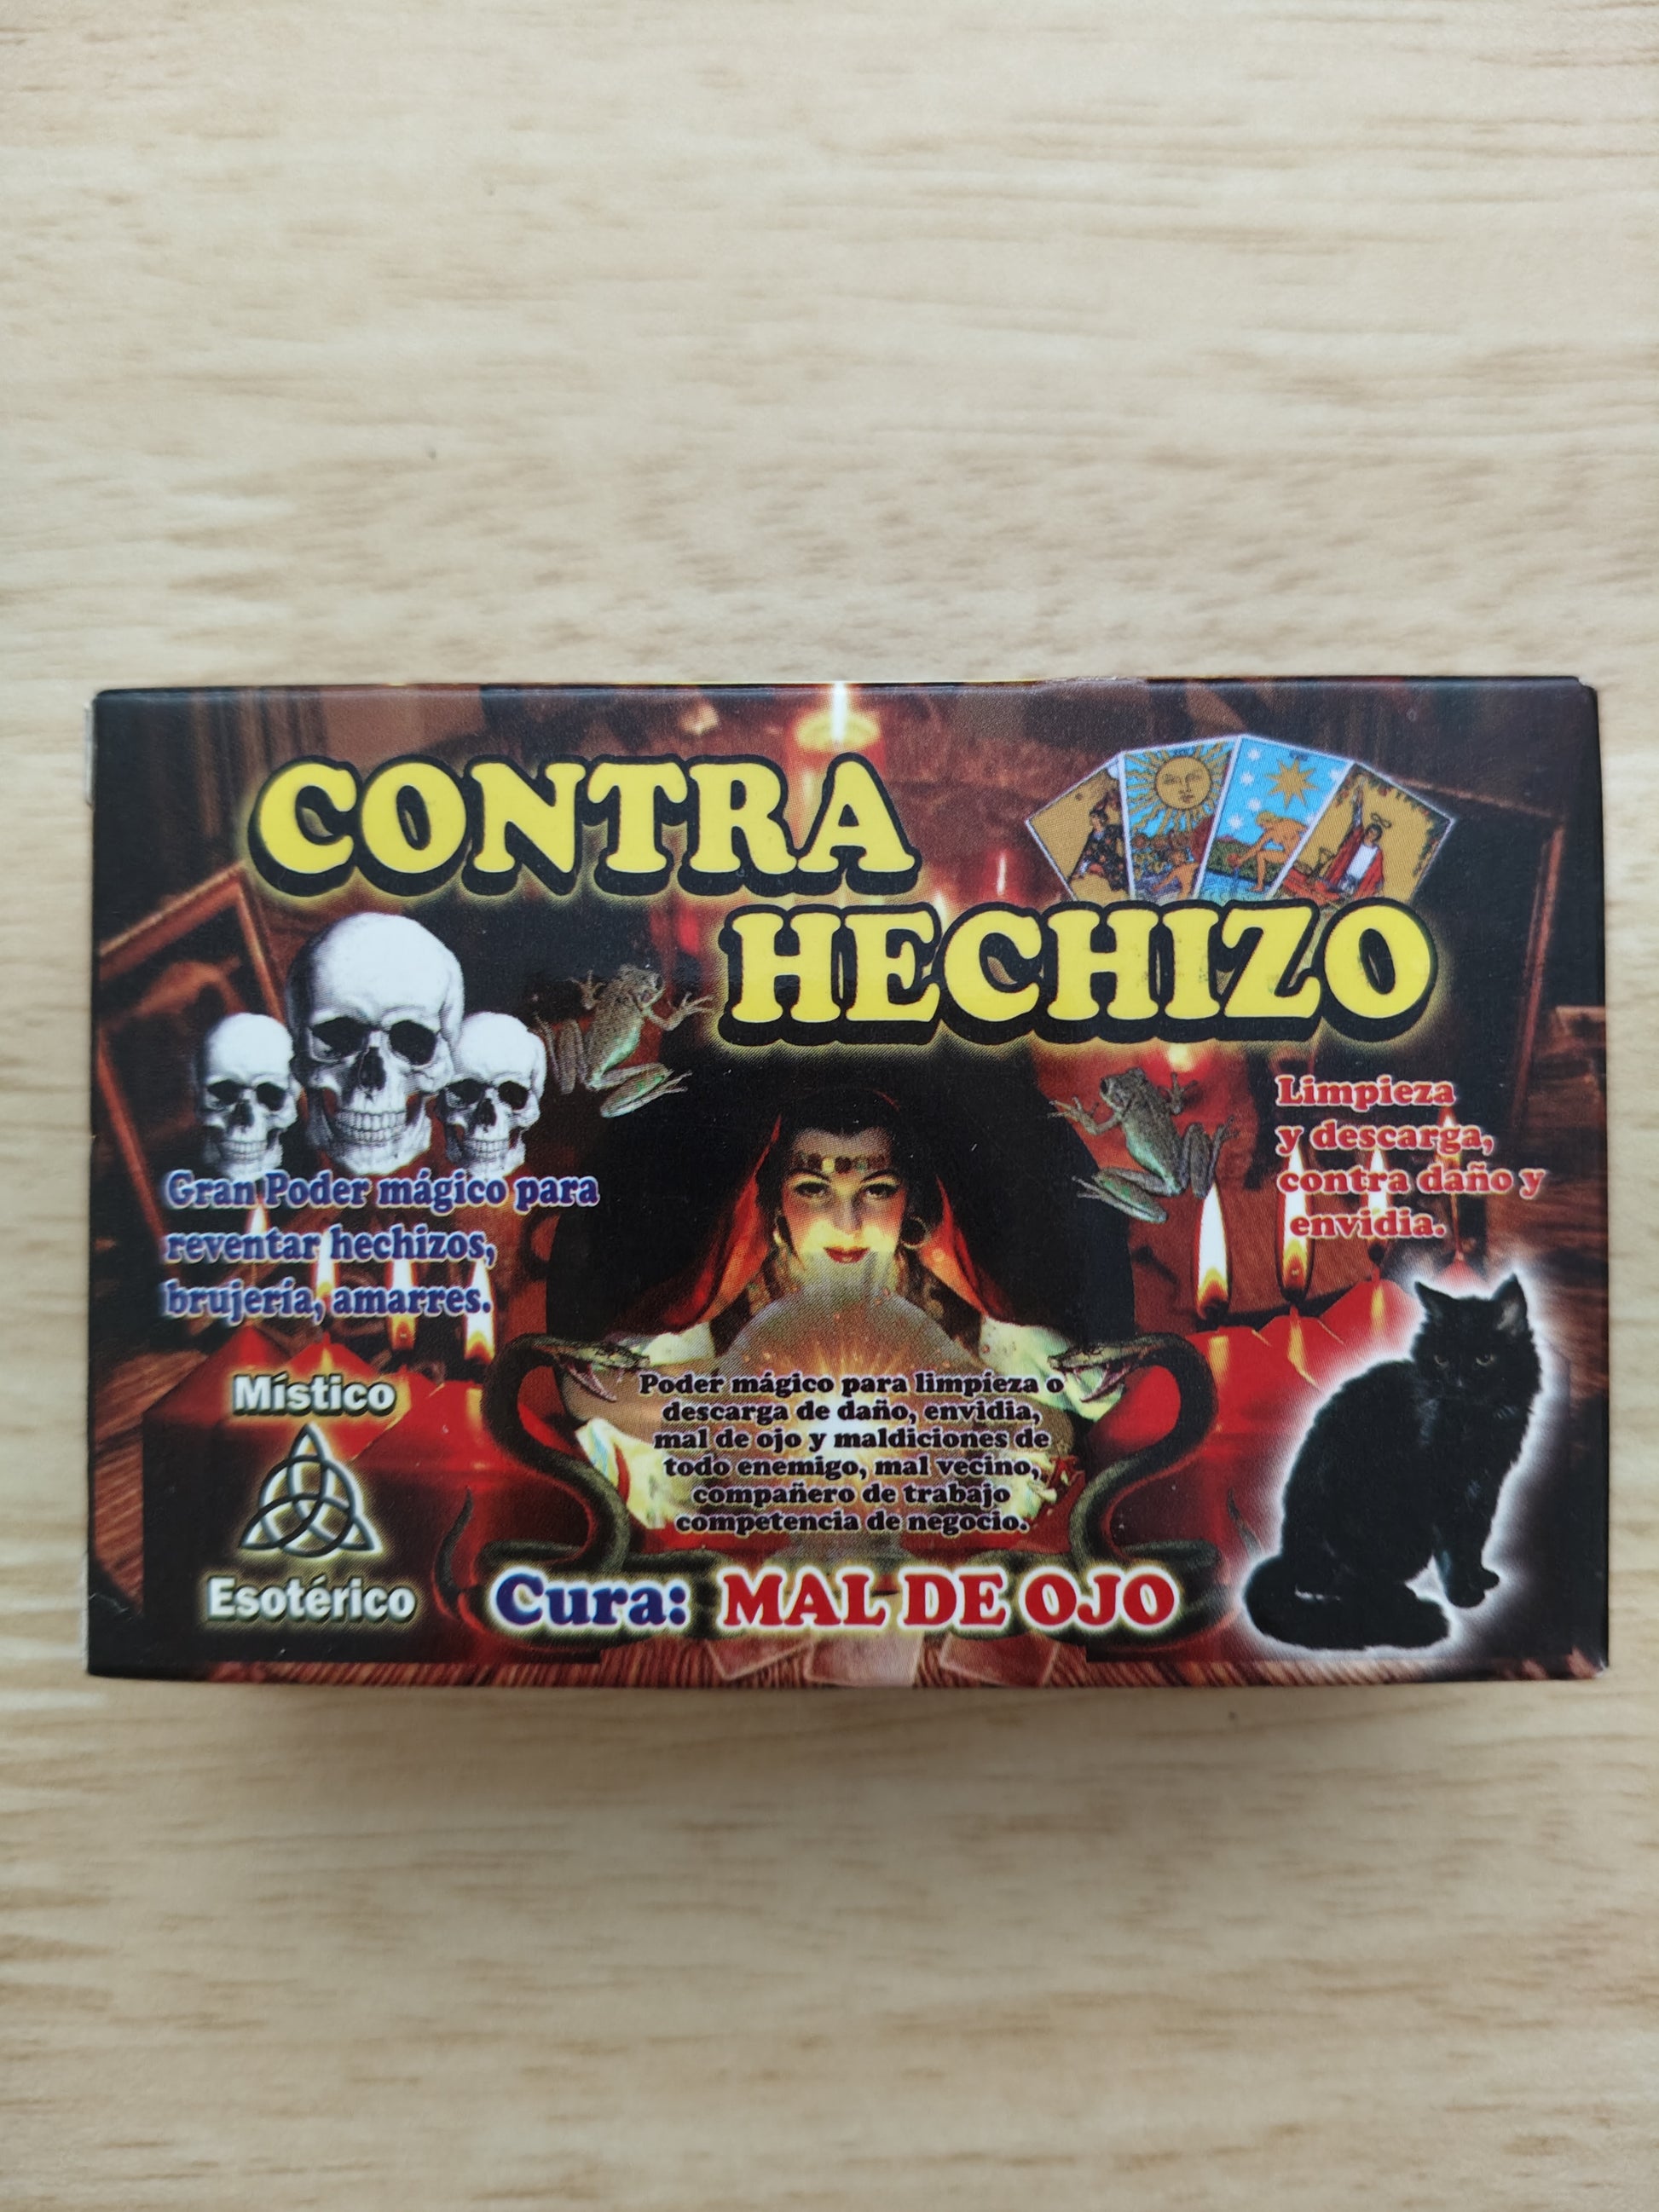 CONTRA
HECHIZO
Gran Poder mágico para
reventar hechizos,
brujería, amarres.
Limpieza
y descarga,
contra daño y
envidia.
Místico
Esotérico
Poder mágico para limpieza o
descarga de daño, envidia,
mal de ojo y maldiciones de
todo enemigo, mal vecino,
compañero de trabajo
competencia de negocio.
Cura: MAL DE OJO